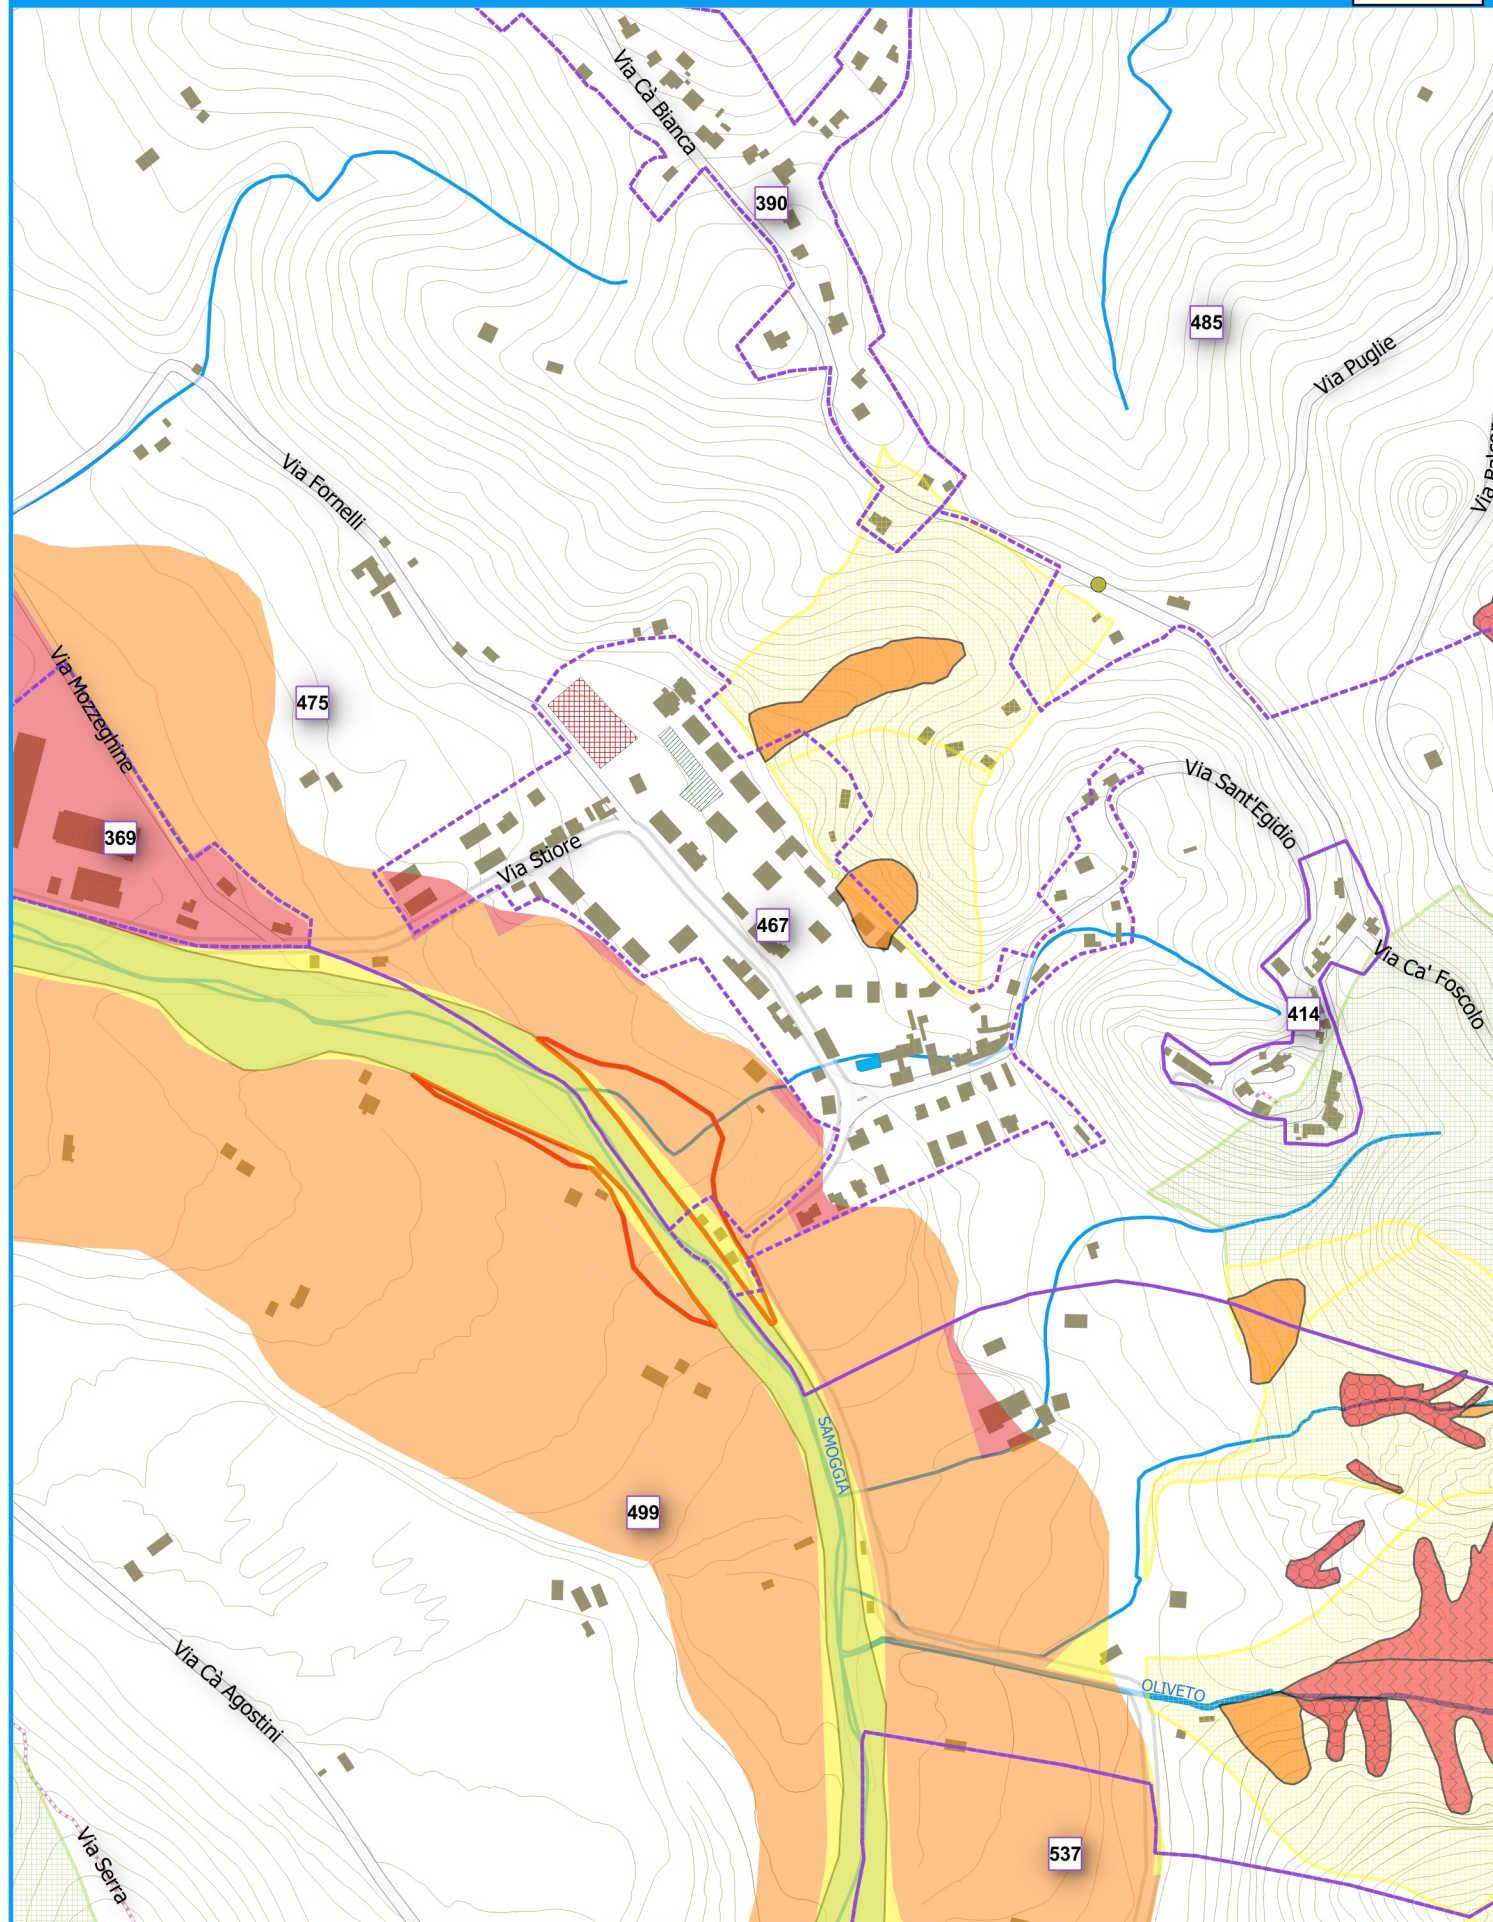 Via Cà Bianca
390
485
Via Puglie
Via Fornelli
Via Mozzeghine
475
Via Sant'Egidio
369
Via Stiore
467
Via Ca' Foscolo
414
SAMOGGIA
499
OLIVETO
Via Cà Agostini
537
Via Serra